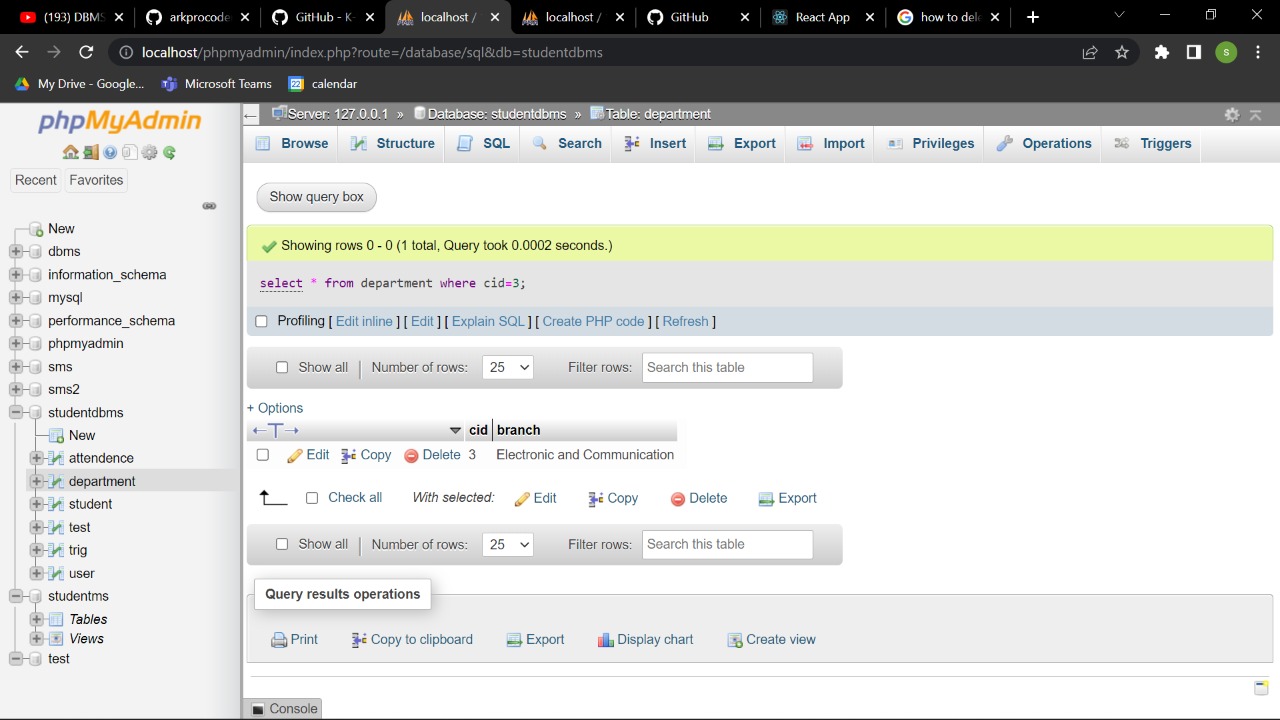 (193) DBMS
arkprocode
GitHub - K-
localhost /
localhost /
GitHub
React App
how to dele
localhost/phpmyadmin/index.php?route=/database/sql&db=studentdbms
S
My Drive - Google...
Microsoft Teams
22
calendar
phpMyAdmin
Recent
Favorites
New
dbms
information_schema
mysql
performance_schema
phpmyadmin
sms
sms2
studentdbms
New
attendence
department
student
test
trig
user
studentms
Tables
Views
test
Server: 127.0.0.1 » Database: studentdbms » Table: department
Browse Structure SQL Search Insert Export Import Privileges Operations Triggers
Show query box
Showing rows 0 - 0 (1 total, Query took 0.0002 seconds.)
select * from department where cid=3;
Profiling [ Edit inline ] [ Edit ] [ Explain SQL ] [ Create PHP code ] [ Refresh ]
Show all Number of rows: 25 Filter rows: Search this table
+ Options
←T→ cid branch
Edit Copy Delete 3 Electronic and Communication
Check all With selected: Edit Copy Delete Export
Show all Number of rows: 25 Filter rows: Search this table
Query results operations
Print Copy to clipboard Export Display chart Create view
Console